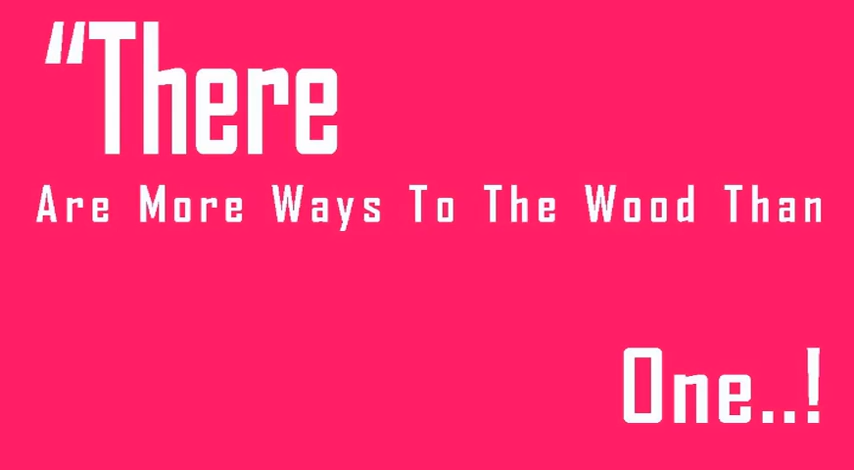 “There
Are More Ways To The Wood Than
One..!